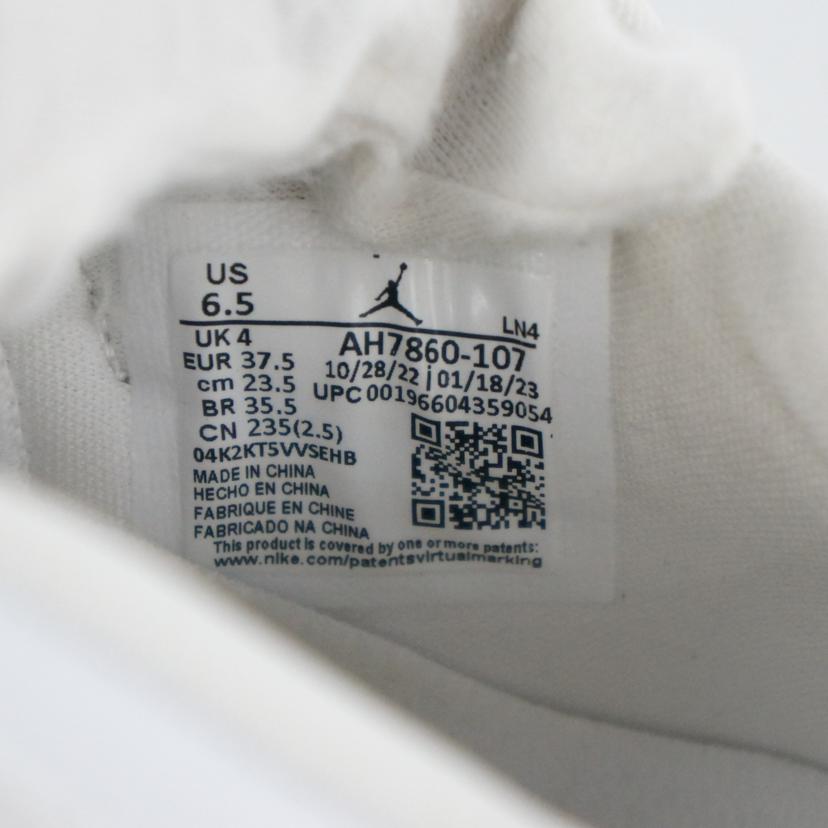 US
6.5
LN4
UK 4
AH7860-107
EUR 37.5
10/28/22 | 01/18/23
cm 23.5
UPC 00196604359054
BR 35.5
CN 235(2.5)
04K2KT5VVSEHB
MADE IN CHINA
HECHO EN CHINA
FABRIQUE EN CHINE
FABRICADO NA CHINA
This product is covered by one or more patents:
www.nike.com/patentsvirtualmarking